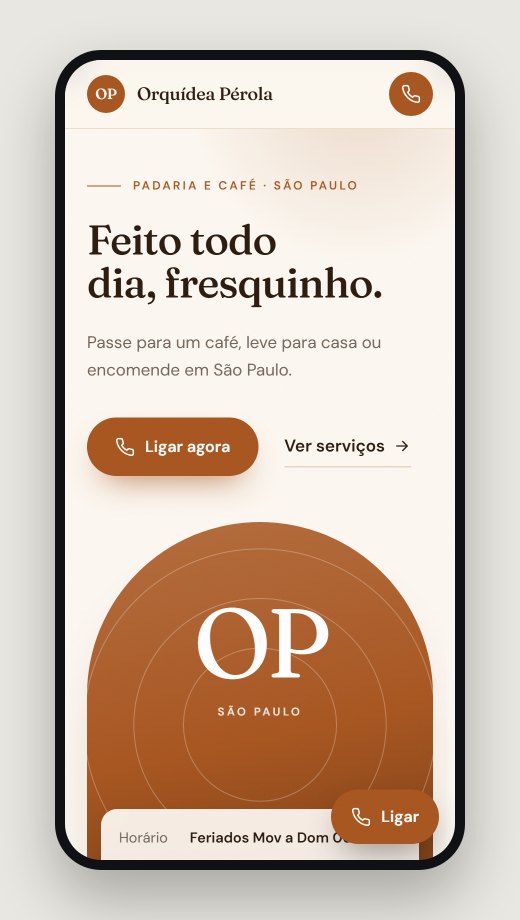 OP Orquídea Pérola
PADARIA E CAFÉ · SÃO PAULO
Feito todo
dia, fresquinho.
Passe para um café, leve para casa ou
encomende em São Paulo.
Ligar agora
Ver serviços →
OP
SÃO PAULO
Horário Feriados Mov a Dom
Ligar